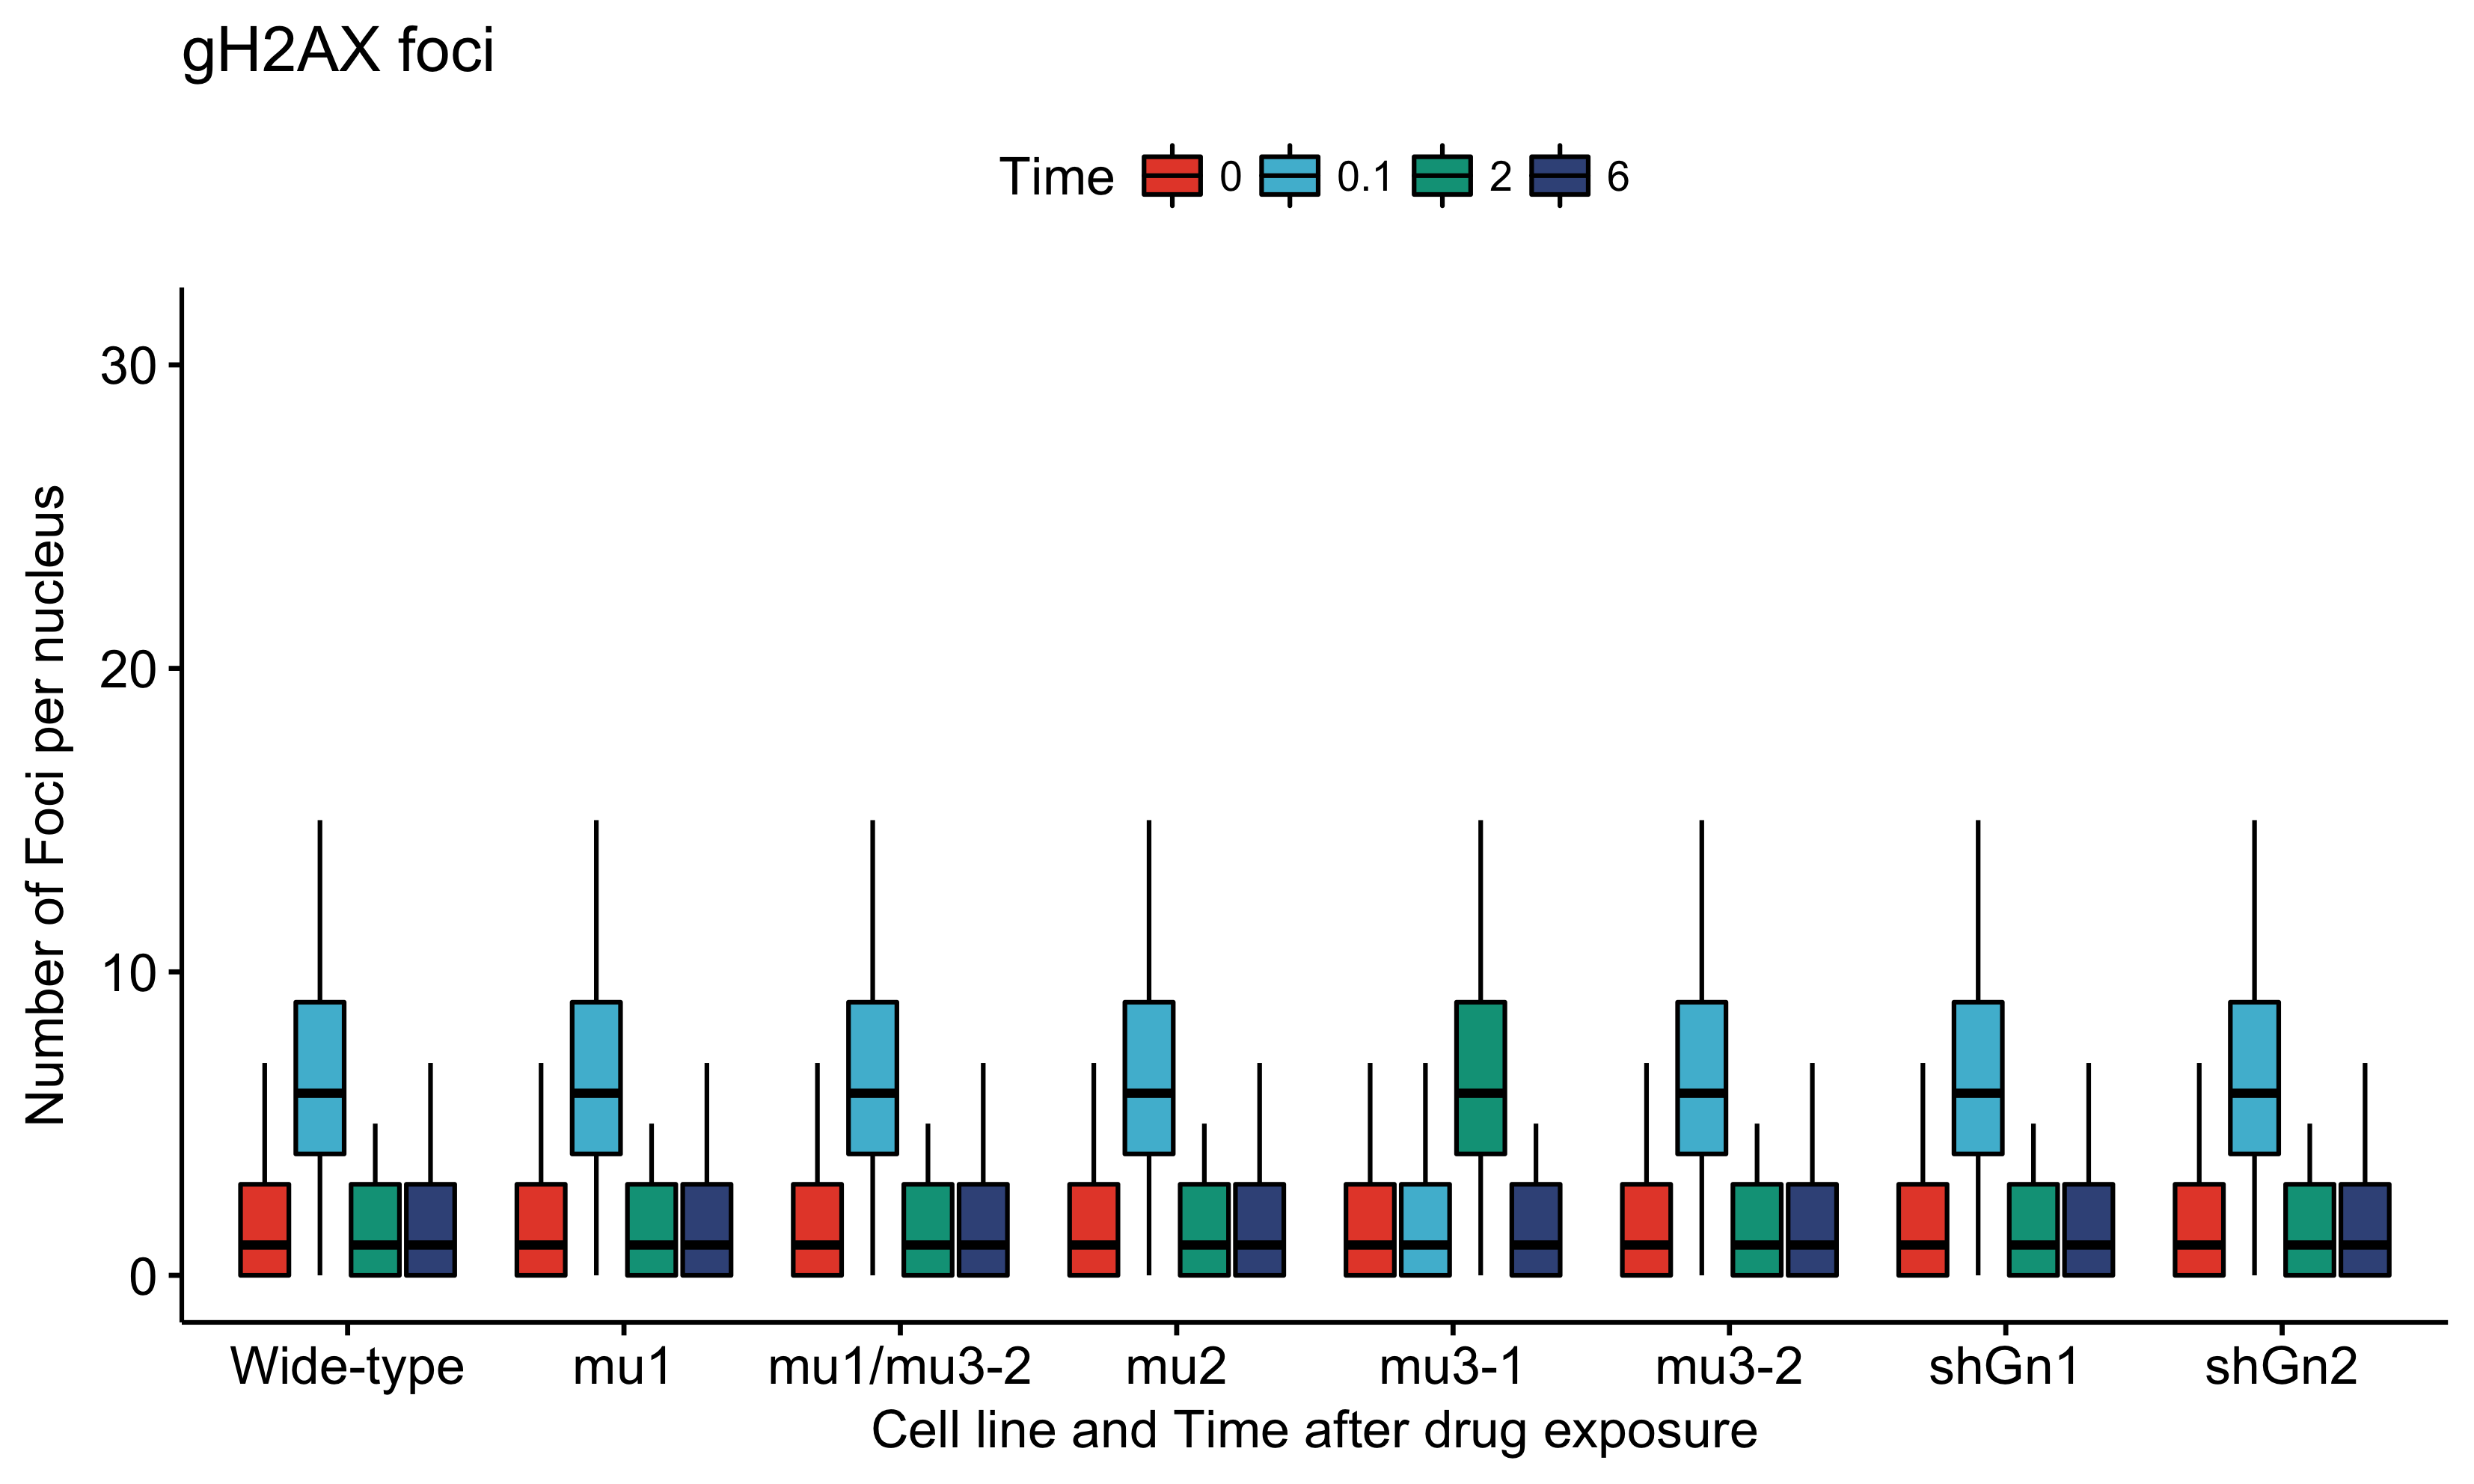 gH2AX foci
Time 0 0.1 2 6
Number of Foci per nucleus
30
20
10
0
Wide-type mu1 mu1/mu3-2 mu2 mu3-1 mu3-2 shGn1 shGn2
Cell line and Time after drug exposure